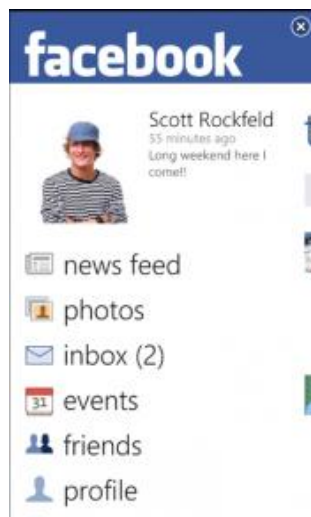 facebook
Scott Rockfeld
55 minutes ago
Long weekend here I
come!!
news feed
photos
inbox (2)
31 events
friends
profile